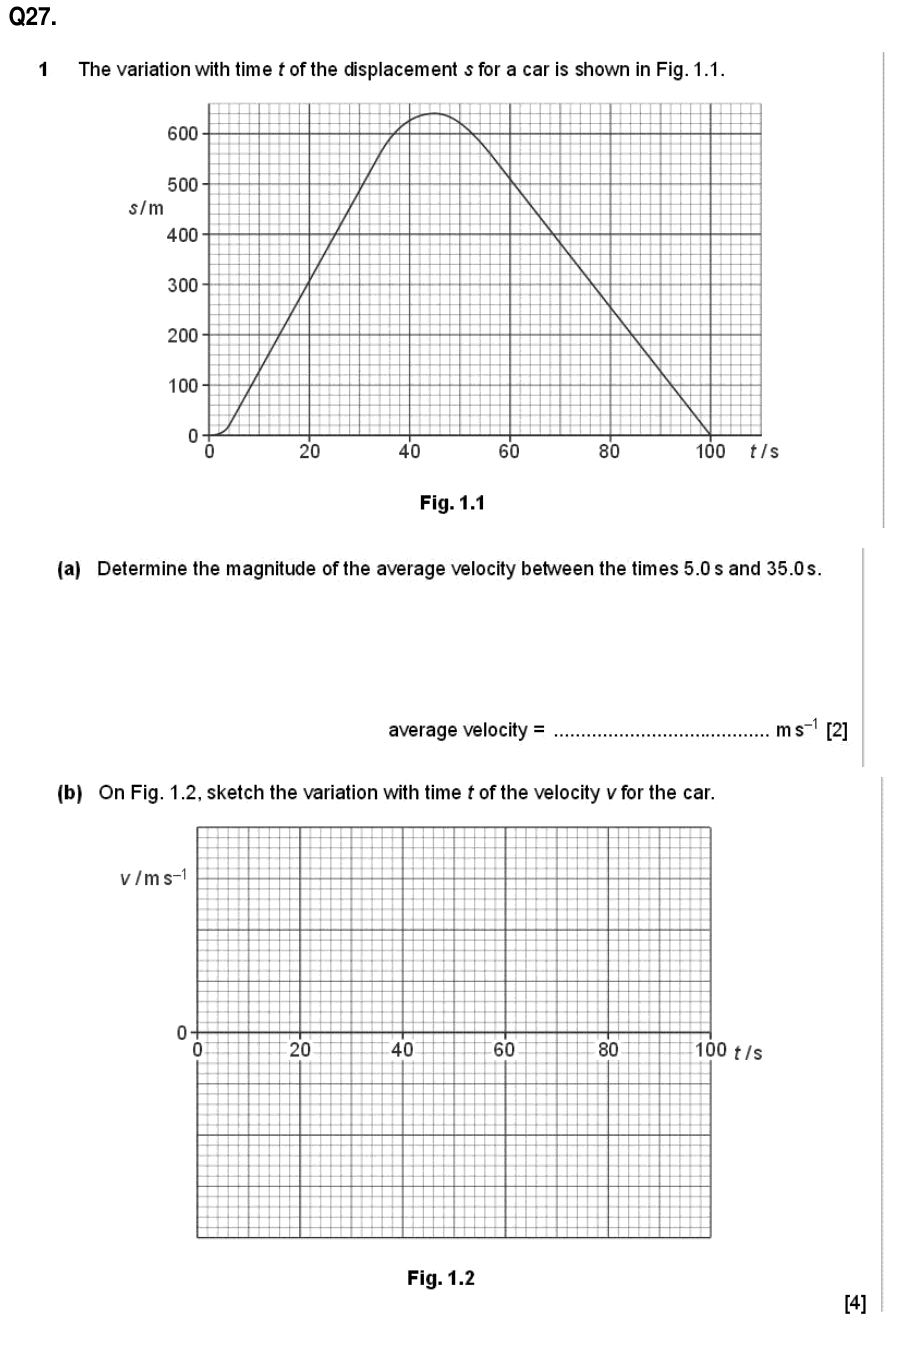 Q27.
1 The variation with time t of the displacement s for a car is shown in Fig. 1.1.
600
500
s/m
400
300
200
100
0
0 20 40 60 80 100 t/s
Fig. 1.1
(a) Determine the magnitude of the average velocity between the times 5.0 s and 35.0 s.
average velocity = ........................................ m s⁻¹ [2]
(b) On Fig. 1.2, sketch the variation with time t of the velocity v for the car.
v/m s⁻¹
0
0 20 40 60 80 100 t/s
Fig. 1.2
[4]